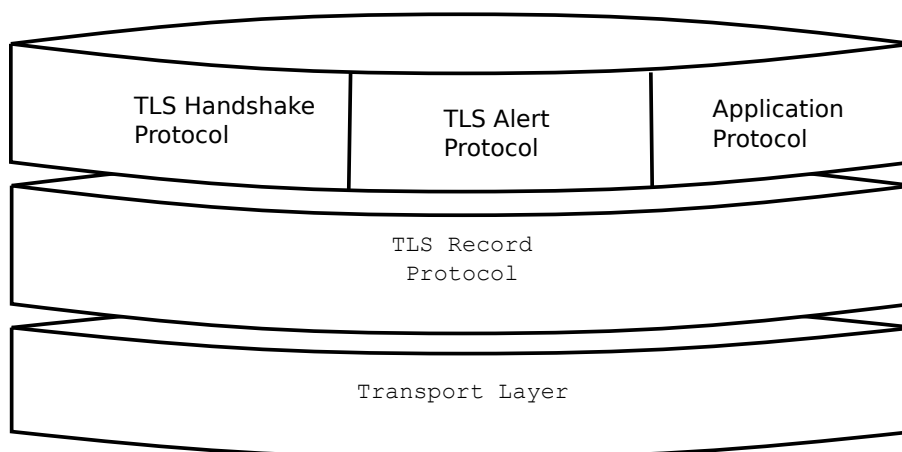 TLS Handshake
Protocol
TLS Alert
Protocol
Application
Protocol
TLS Record
Protocol
Transport Layer